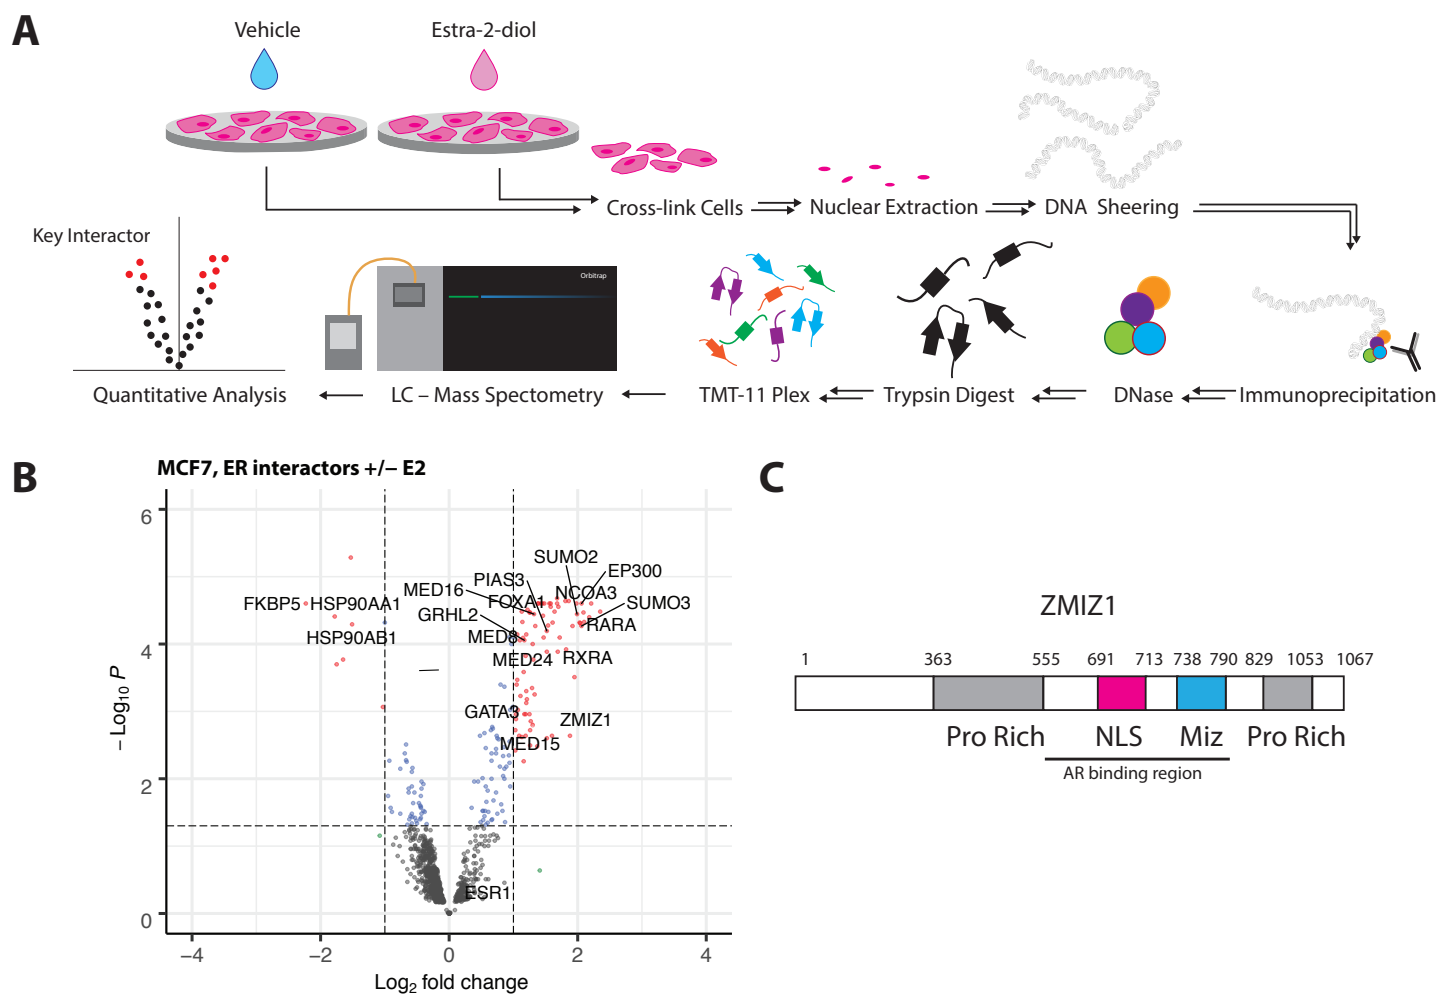 A
Vehicle
Estra-2-diol
Cross-link Cells
Nuclear Extraction
DNA Sheering
Key Interactor
Orbitrap
Quantitative Analysis
LC – Mass Spectometry
TMT-11 Plex
Trypsin Digest
DNase
Immunoprecipitation
B
MCF7, ER interactors +/− E2
6
4
2
0
−Log10 P
SUMO2
EP300
PIAS3
MED16
NCOA3
FOXA1
SUMO3
FKBP5
HSP90AA1
GRHL2
RARA
HSP90AB1
MED8
MED24
RXRA
GATA3
ZMIZ1
MED15
ESR1
−4
−2
0
2
4
Log2 fold change
C
ZMIZ1
1
363
555
691
713
738
790
829
1053
1067
Pro Rich
NLS
Miz
Pro Rich
AR binding region